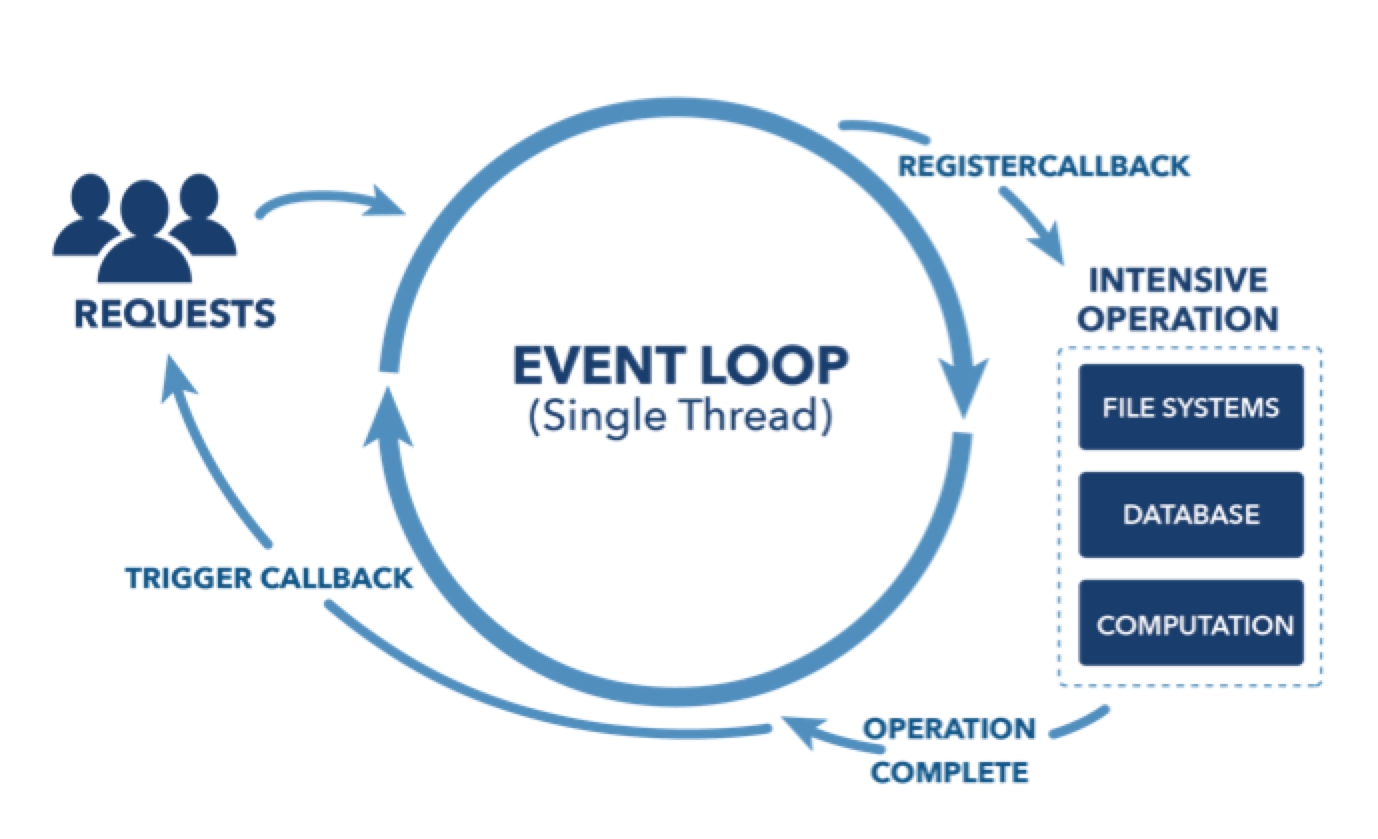 REGISTERCALLBACK
REQUESTS
INTENSIVE
OPERATION
EVENT LOOP
(Single Thread)
FILE SYSTEMS
DATABASE
COMPUTATION
TRIGGER CALLBACK
OPERATION
COMPLETE